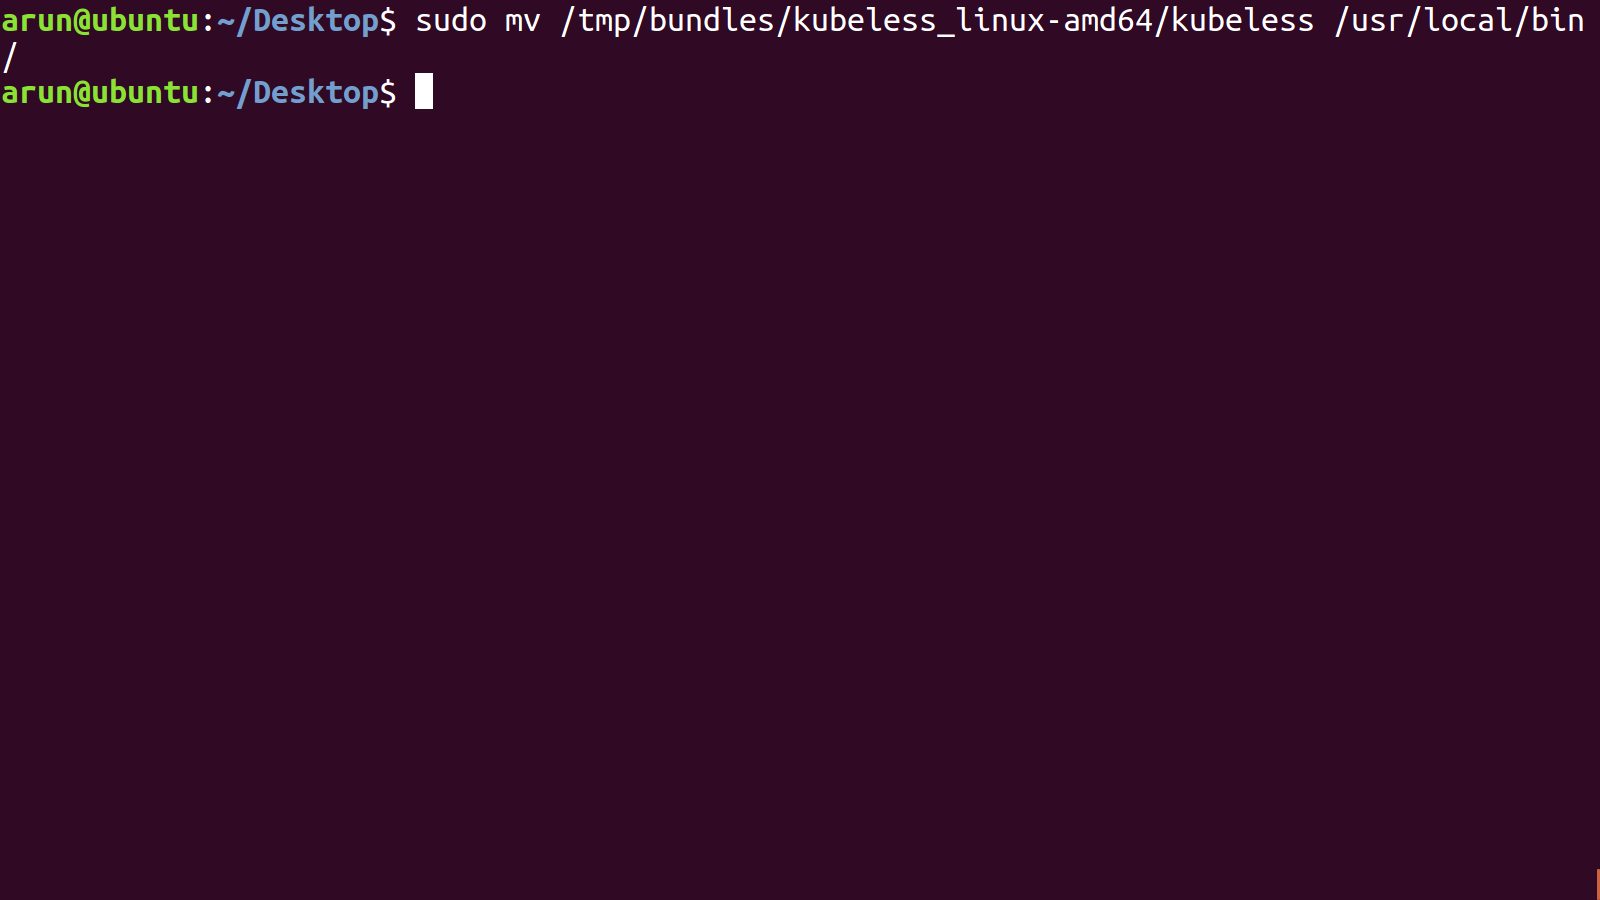 arun@ubuntu:~/Desktop$ sudo mv /tmp/bundles/kubeless_linux-amd64/kubeless /usr/local/bin
/
arun@ubuntu:~/Desktop$